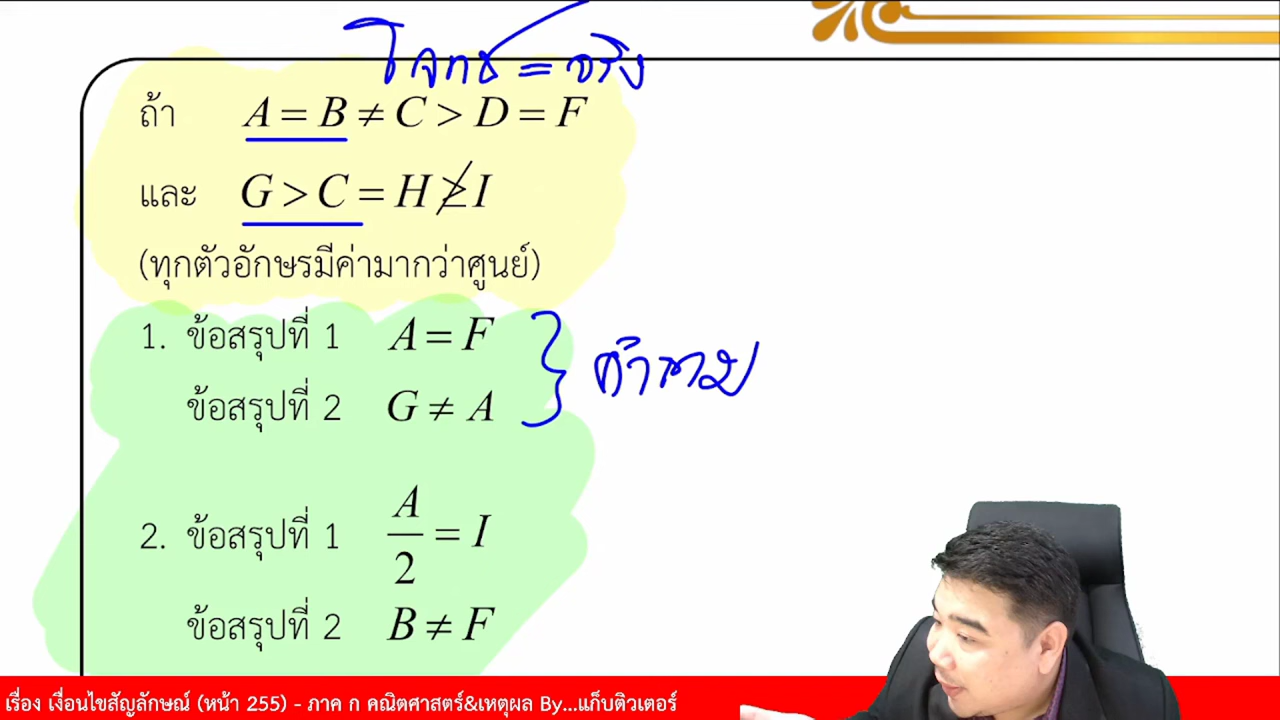 โจทย์ = จริง
ถ้า A = B ≠ C > D = F
และ G > C = H ≱ I
(ทุกตัวอักษรมีค่ามากว่าศูนย์)
1. ข้อสรุปที่ 1 A = F
ข้อสรุปที่ 2 G ≠ A
คำถาม
2. ข้อสรุปที่ 1 A/2 = I
ข้อสรุปที่ 2 B ≠ F
เรื่อง เงื่อนไขสัญลักษณ์ (หน้า 255) - ภาค ก คณิตศาสตร์&เหตุผล By...แก็บติวเตอร์